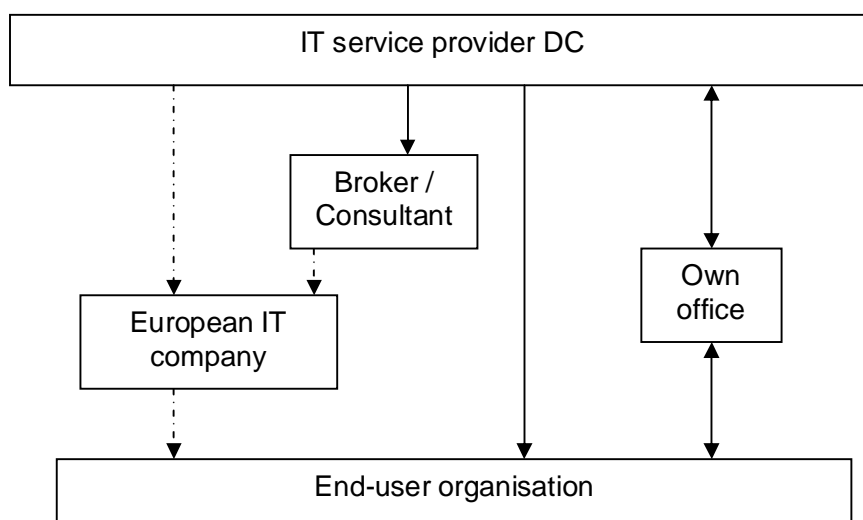 IT service provider DC
Broker /
Consultant
Own
office
European IT
company
End-user organisation